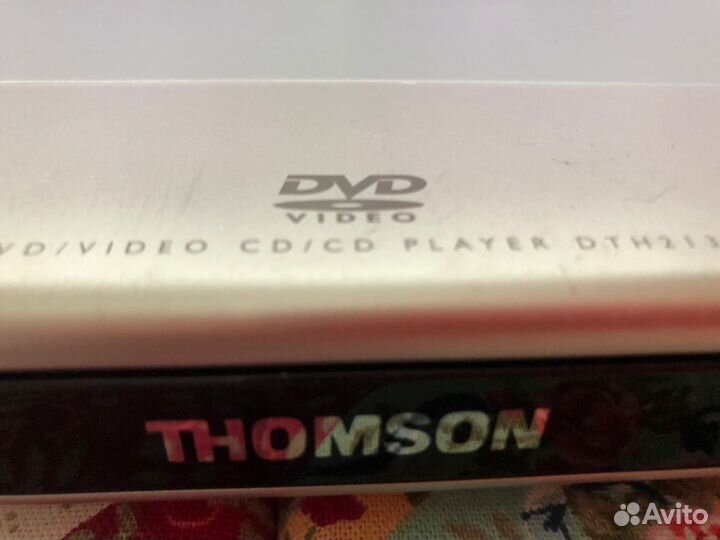 DVD
VIDEO
VD/VIDEO CD/CD PLAYER DTH213
THOMSON
Avito